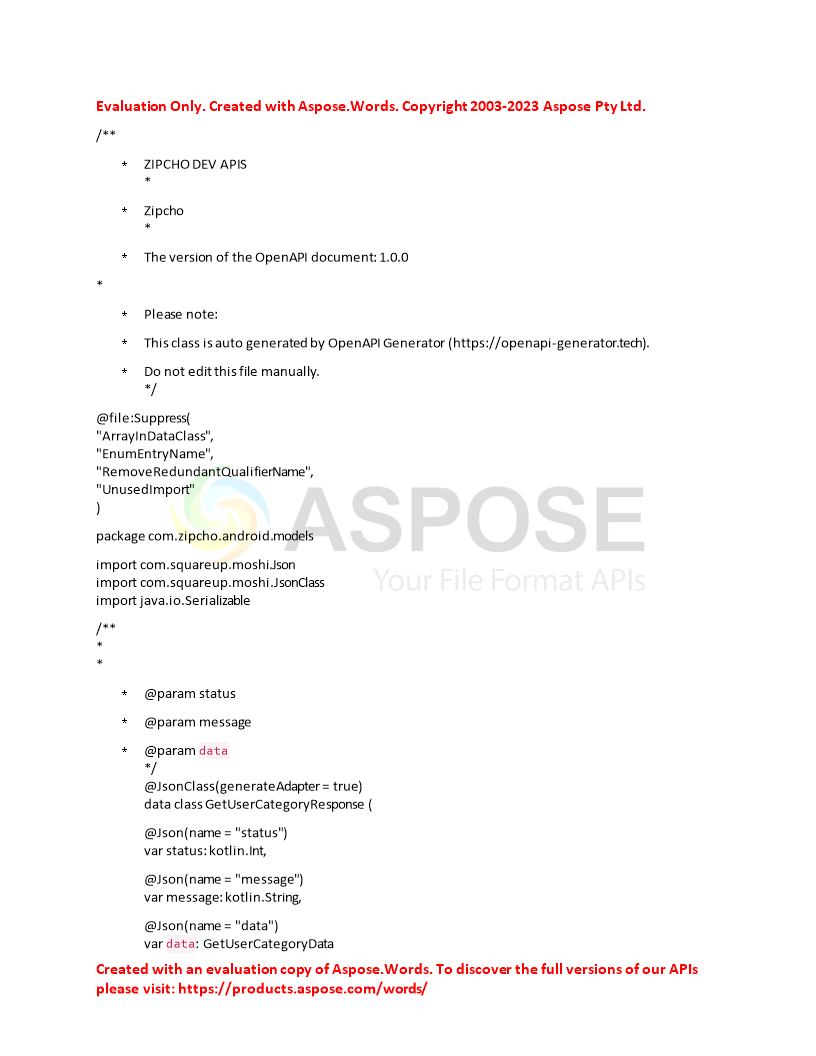 Evaluation Only. Created with Aspose.Words. Copyright 2003-2023 Aspose Pty Ltd.
/**
* ZIPCHO DEV APIS
*
* Zipcho
*
* The version of the OpenAPI document: 1.0.0
*
* Please note:
* This class is auto generated by OpenAPI Generator (https://openapi-generator.tech).
* Do not edit this file manually.
*/
@file:Suppress(
"ArrayInDataClass",
"EnumEntryName",
"RemoveRedundantQualifierName",
"UnusedImport"
)
ASPOSE
package com.zipcho.android.models
import com.squareup.moshi.Json
Your File Format APIs
import com.squareup.moshi.JsonClass
import java.io.Serializable
/**
*
*
* @param status
* @param message
* @param data
*/
@JsonClass(generateAdapter = true)
data class GetUserCategoryResponse (
@Json(name = "status")
var status: kotlin.Int,
@Json(name = "message")
var message: kotlin.String,
@Json(name = "data")
var data: GetUserCategoryData
Created with an evaluation copy of Aspose.Words. To discover the full versions of our APIs
please visit: https://products.aspose.com/words/